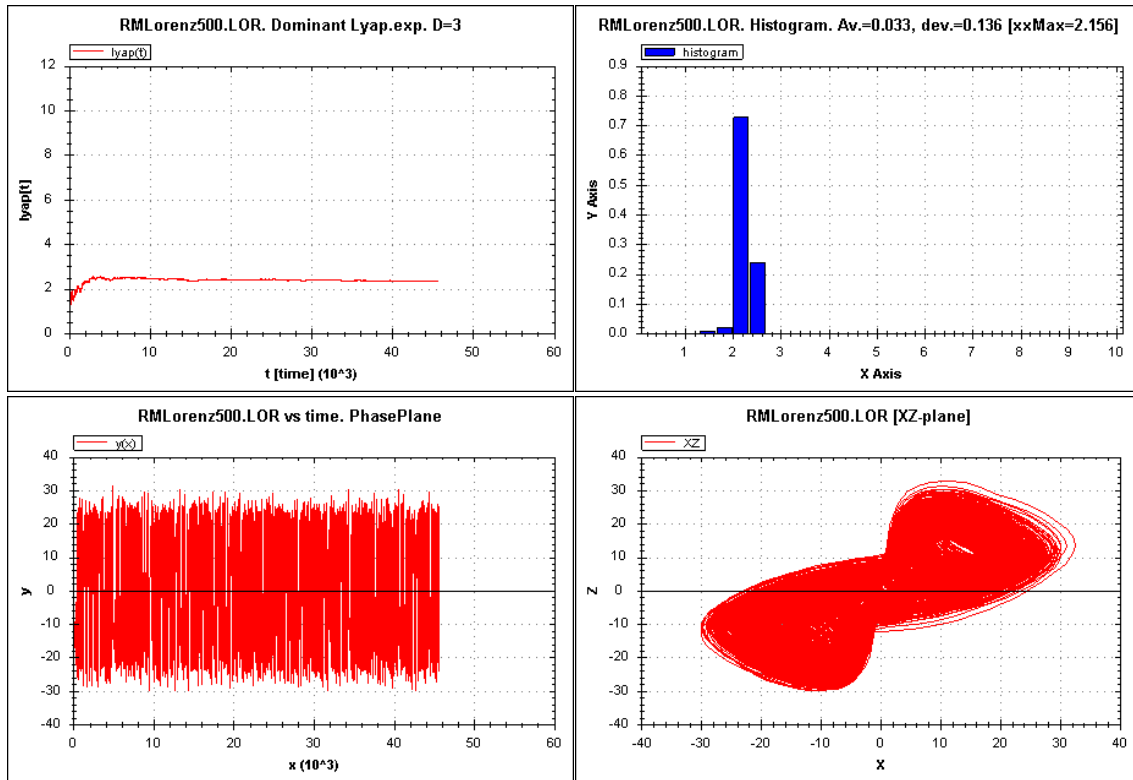 RMLorenz500.LOR. Dominant Lyap.exp. D=3
lyap(t)
12
10
8
6
4
2
0
lyap[t]
0 10 20 30 40 50 60
t [time] (10^3)
RMLorenz500.LOR. Histogram. Av.=0.033, dev.=0.136 [xxMax=2.156]
histogram
0.9
0.8
0.7
0.6
0.5
0.4
0.3
0.2
0.1
0.0
Y Axis
1 2 3 4 5 6 7 8 9 10
X Axis
RMLorenz500.LOR vs time. PhasePlane
y(x)
40
30
20
10
0
-10
-20
-30
-40
y
0 10 20 30 40 50 60
x (10^3)
RMLorenz500.LOR [XZ-plane]
XZ
40
30
20
10
0
-10
-20
-30
-40
Z
-40 -30 -20 -10 0 10 20 30 40
X